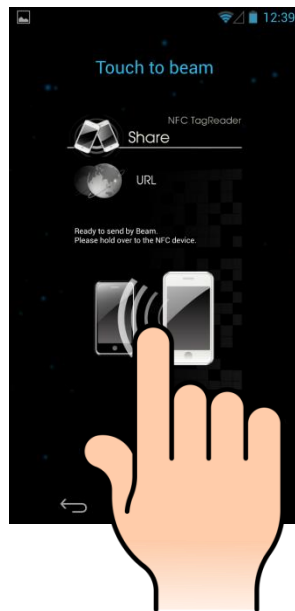 12:39
Touch to beam
NFC TagReader
Share
URL
Ready to send by Beam.
Please hold over to the NFC device.